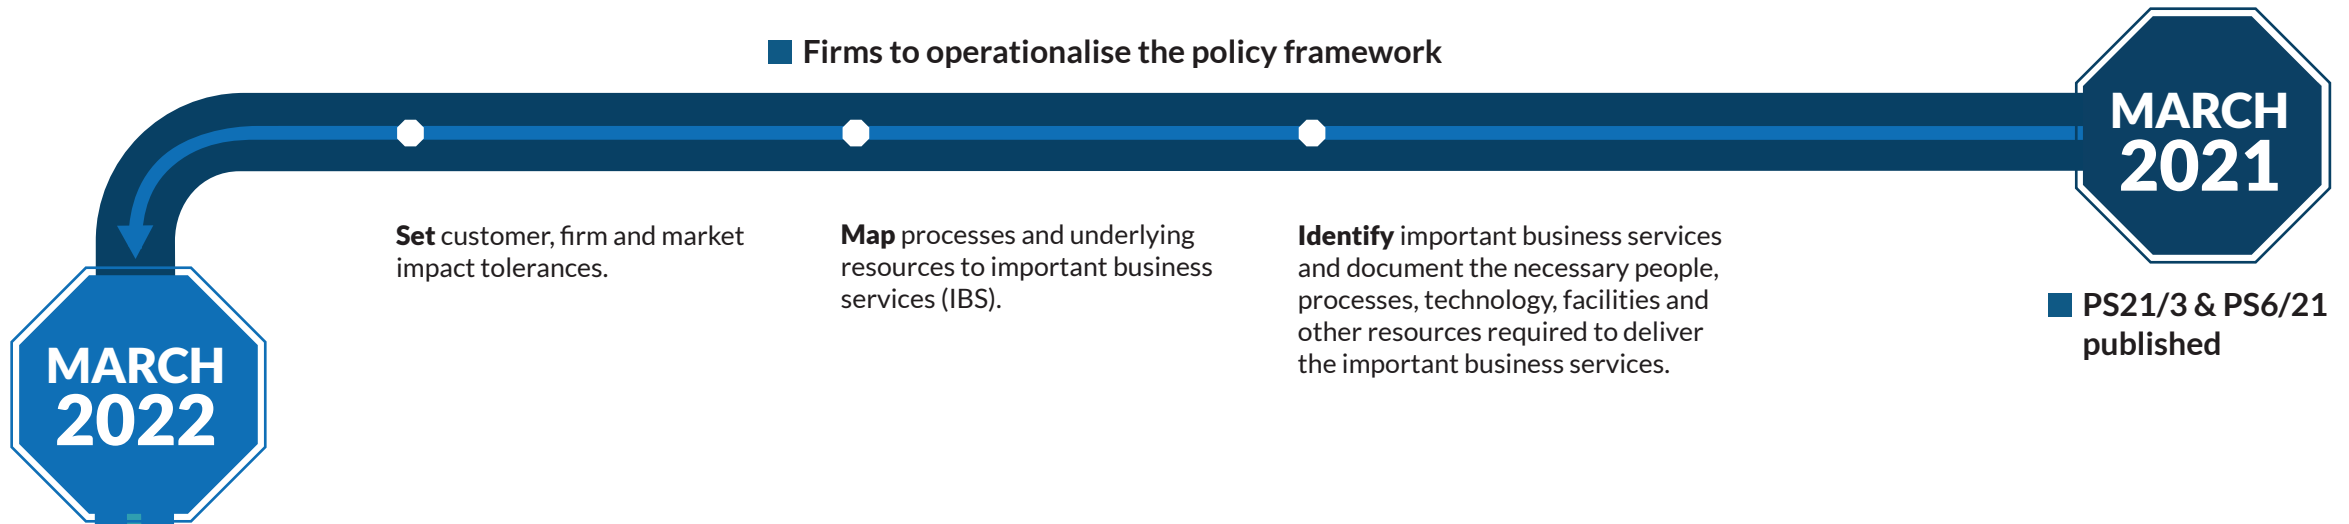 Firms to operationalise the policy framework
MARCH
2021
PS21/3 & PS6/21
published
Identify important business services
and document the necessary people,
processes, technology, facilities and
other resources required to deliver
the important business services.
Map processes and underlying
resources to important business
services (IBS).
Set customer, firm and market
impact tolerances.
MARCH
2022